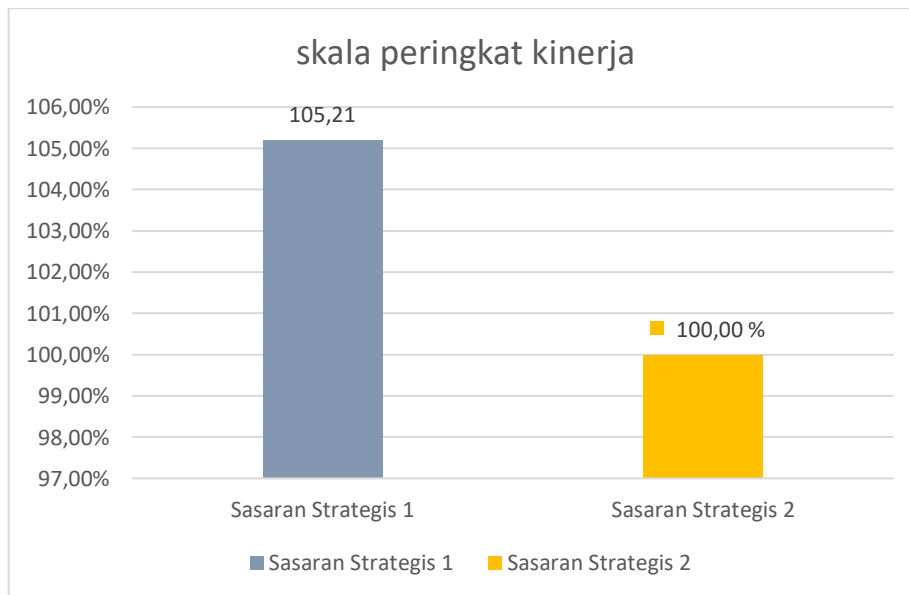 skala peringkat kinerja
106,00%
105,00%
104,00%
103,00%
102,00%
101,00%
100,00%
99,00%
98,00%
97,00%
105,21
100,00 %
Sasaran Strategis 1
Sasaran Strategis 2
Sasaran Strategis 1
Sasaran Strategis 2